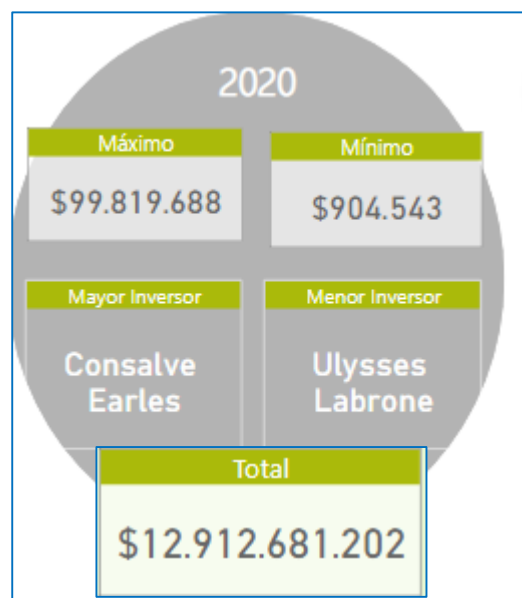 2020
Máximo
$99.819.688
Mínimo
$904.543
Mayor Inversor
Consalve
Earles
Menor Inversor
Ulysses
Labrone
Total
$12.912.681.202